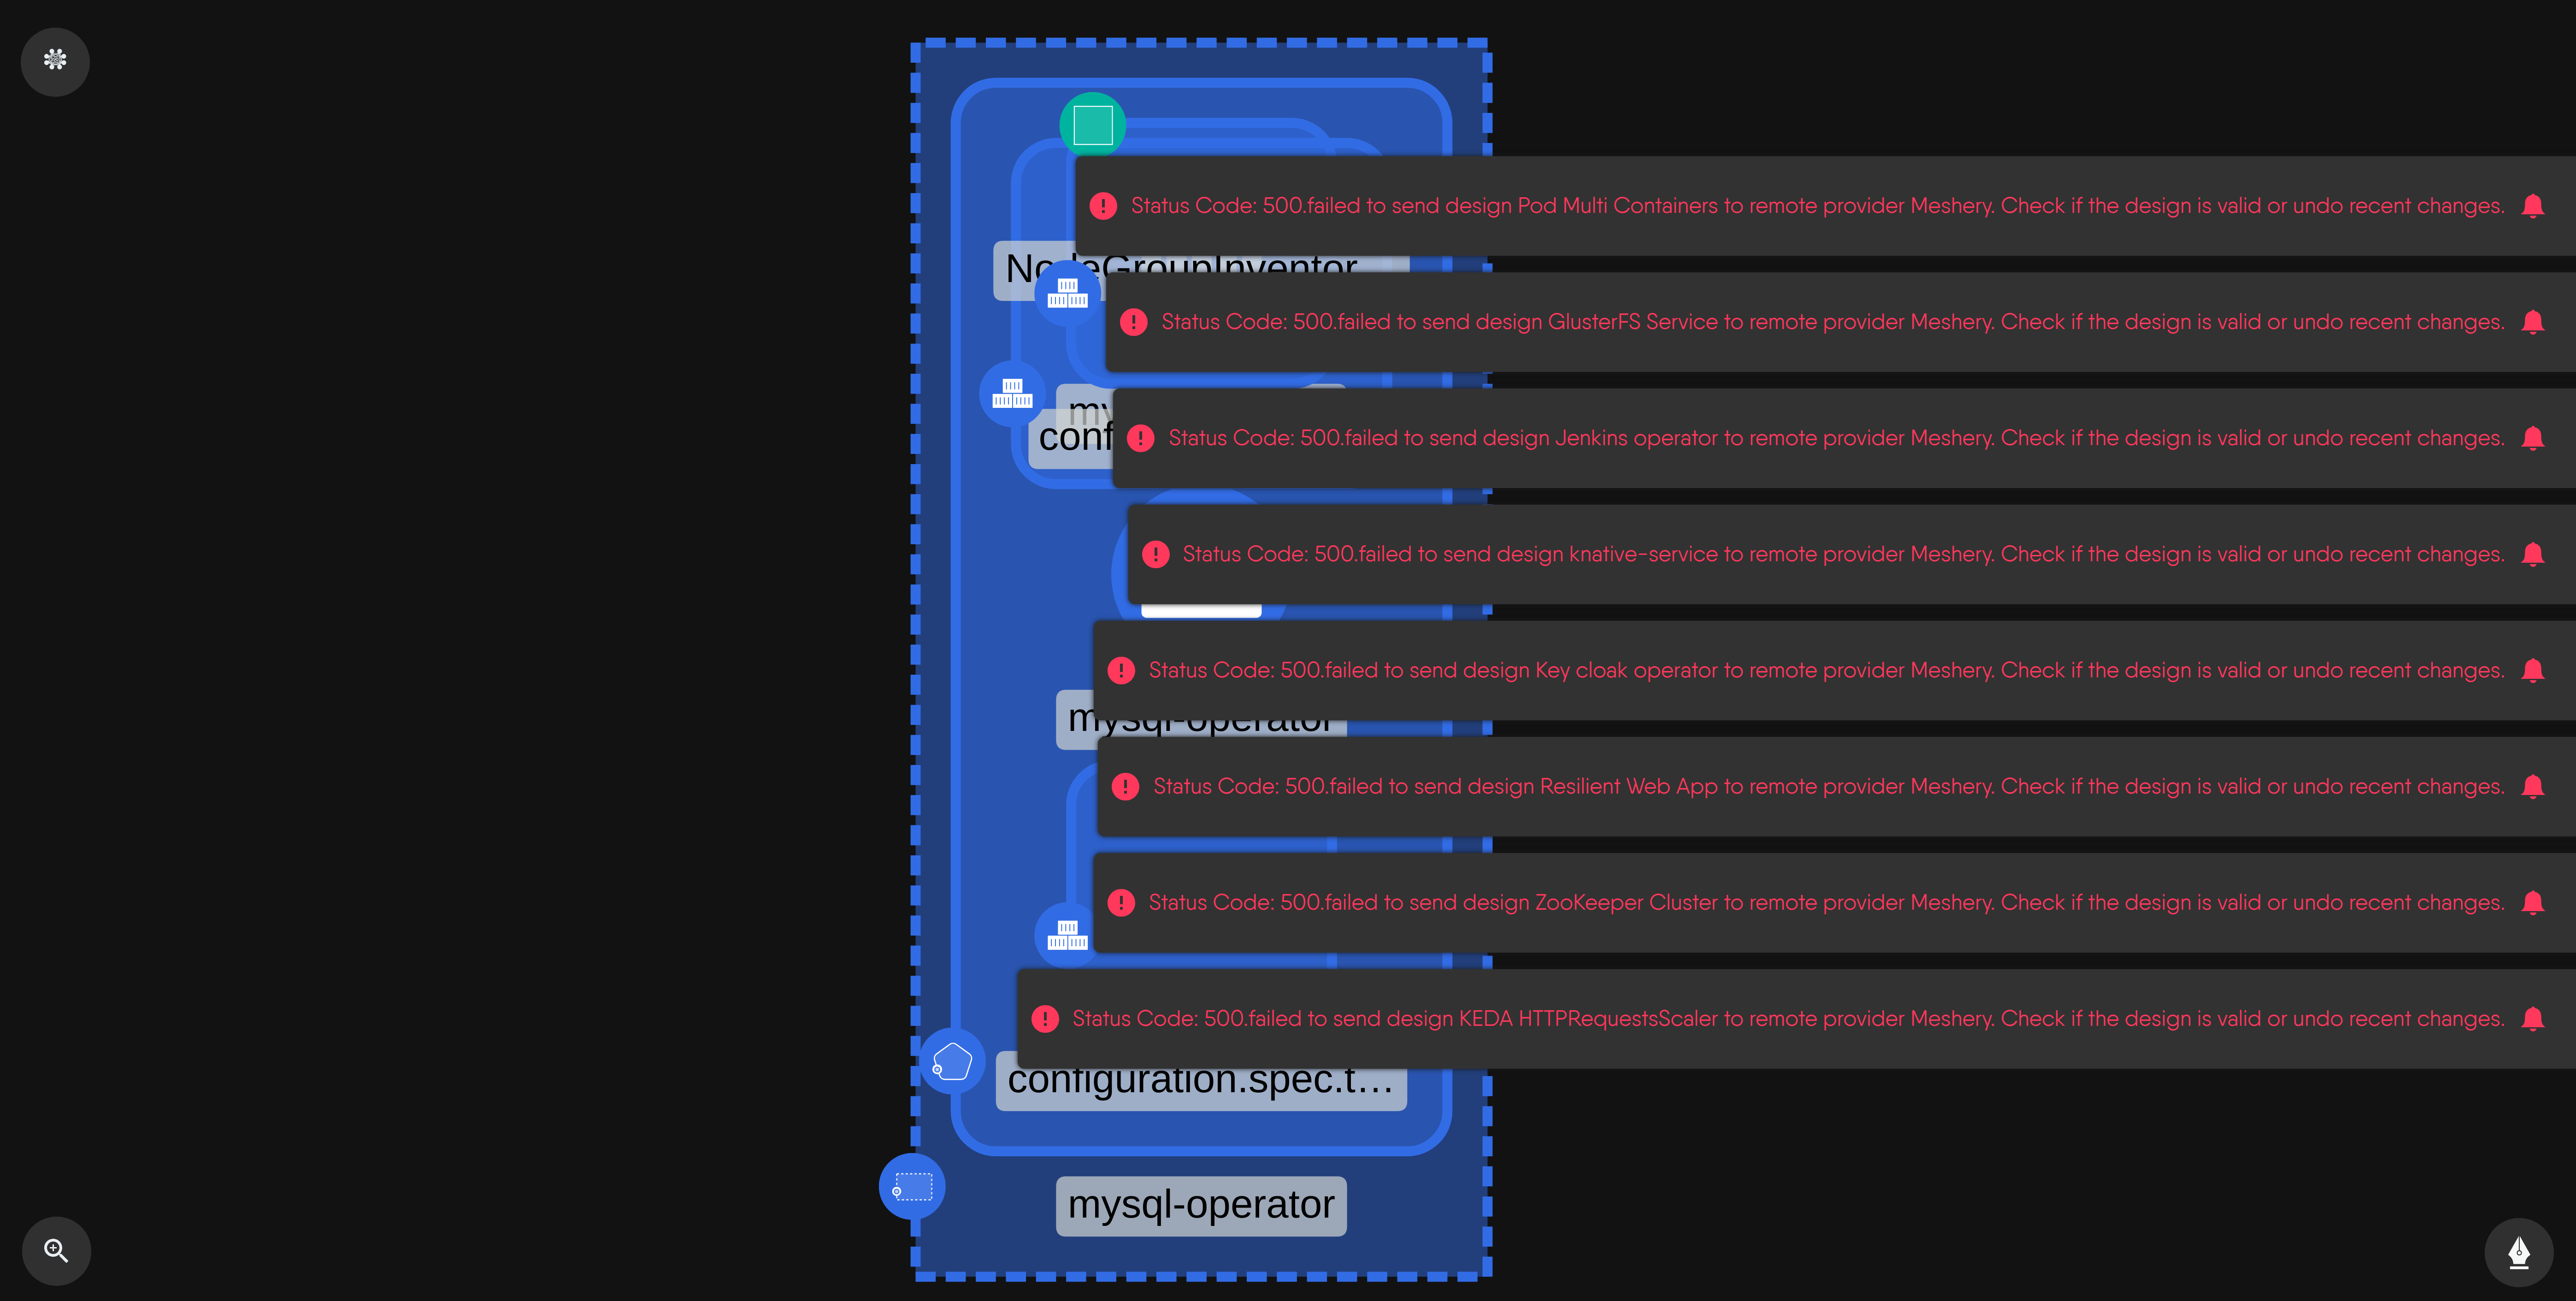 Status Code: 500.failed to send design Pod Multi Containers to remote provider Meshery. Check if the design is valid or undo recent changes.
NodeGroupInventor
Status Code: 500.failed to send design GlusterFS Service to remote provider Meshery. Check if the design is valid or undo recent changes.
my
conf
Status Code: 500.failed to send design Jenkins operator to remote provider Meshery. Check if the design is valid or undo recent changes.
Status Code: 500.failed to send design knative-service to remote provider Meshery. Check if the design is valid or undo recent changes.
Status Code: 500.failed to send design Key cloak operator to remote provider Meshery. Check if the design is valid or undo recent changes.
mysql-operator
Status Code: 500.failed to send design Resilient Web App to remote provider Meshery. Check if the design is valid or undo recent changes.
Status Code: 500.failed to send design ZooKeeper Cluster to remote provider Meshery. Check if the design is valid or undo recent changes.
Status Code: 500.failed to send design KEDA HTTPRequestsScaler to remote provider Meshery. Check if the design is valid or undo recent changes.
configuration.spec.t...
mysql-operator